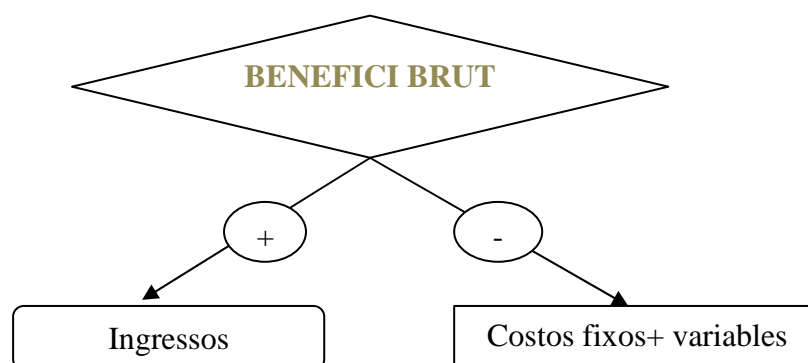 BENEFICI BRUT
+
-
Ingressos
Costos fixos+ variables